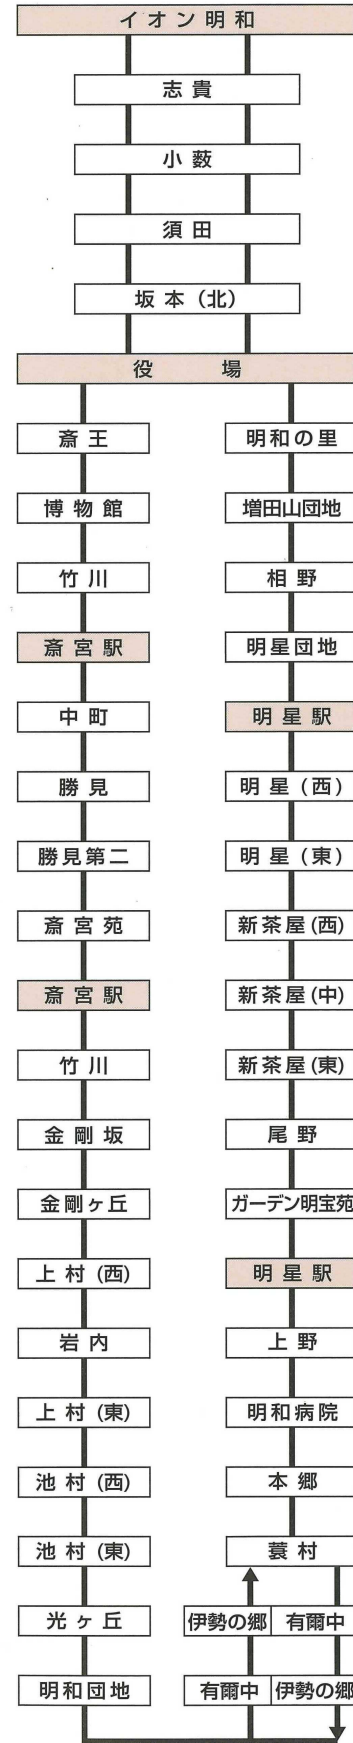 イオン明和
志貴
小薮
須田
坂本（北）
役場
斎王
博物館
竹川
斎宮駅
中町
勝見
勝見第二
斎宮苑
斎宮駅
竹川
金剛坂
金剛ヶ丘
上村(西)
岩内
上村(東)
池村(西)
池村(東)
光ヶ丘
明和団地
明和の里
増田山団地
相野
明星団地
明星駅
明星(西)
明星(東)
新茶屋(西)
新茶屋(中)
新茶屋(東)
尾野
ガーデン明宝苑
明星駅
上野
明和病院
本郷
蓑村
伊勢の郷 有爾中
有爾中 伊勢の郷